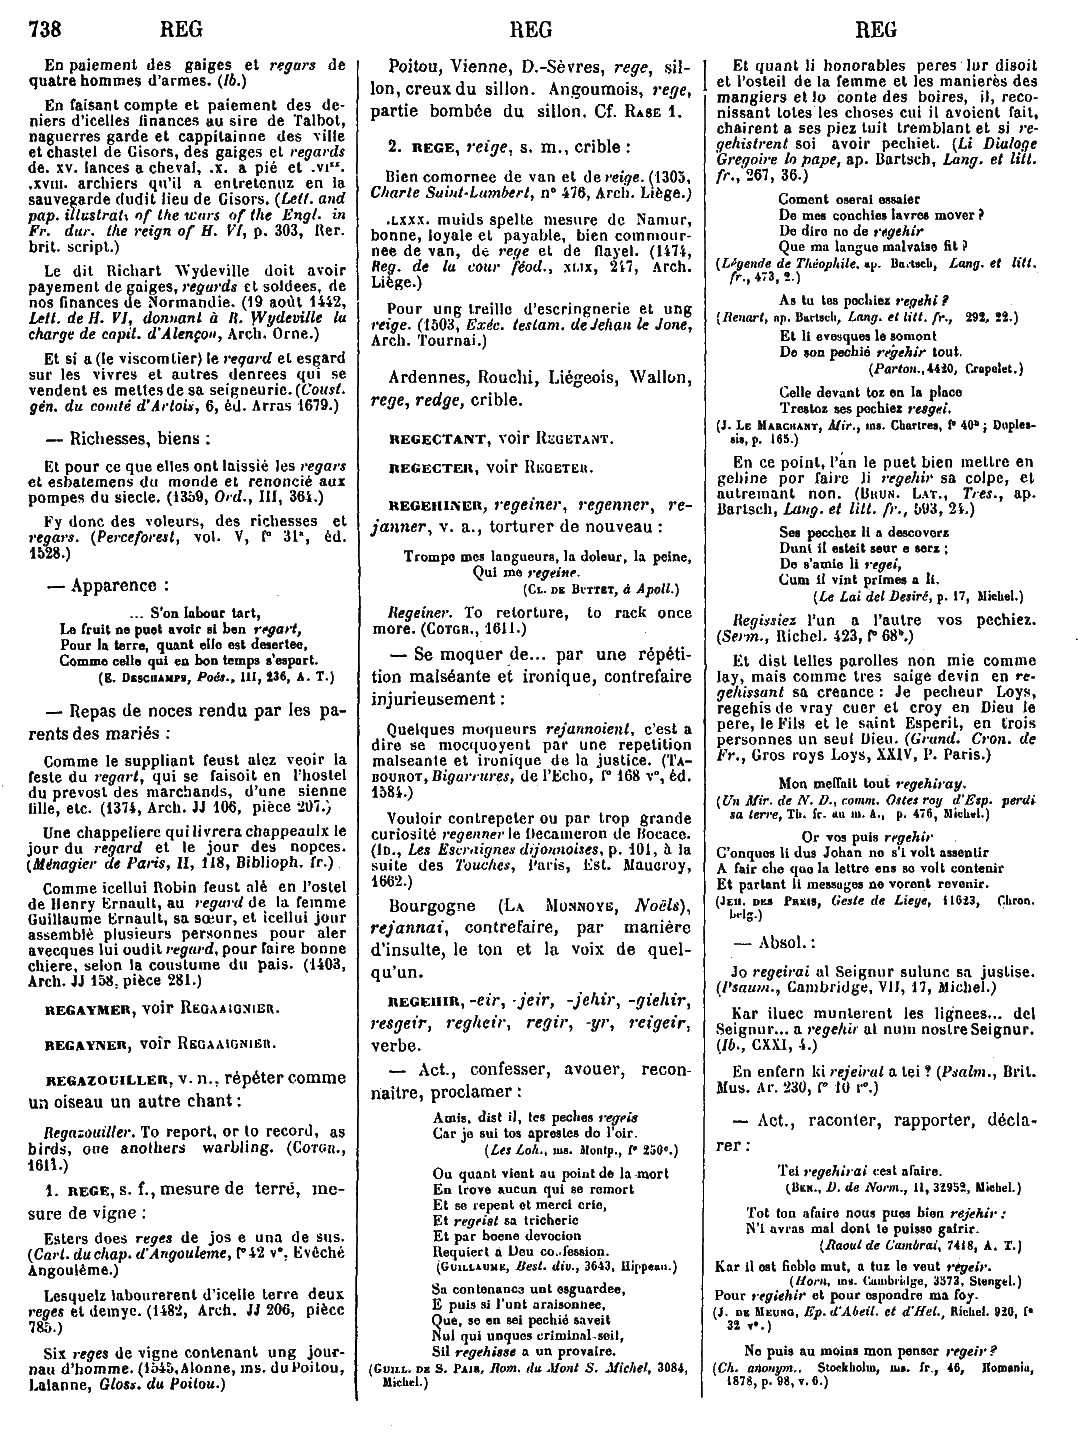 738 REG REG REG
En paiement des gaiges et regars de
quatre hommes d'armes. (Ib.)
En faisant compte et paiement des de-
niers d'icelles finances au sire de Talbot,
naguerres garde et cappitainne des ville
et chastel de Gisors, des gaiges et regards
de. xv. lances a cheval, .x. a pié et .vixx.
.xviii. archiers qu'il a entretenuz en la
sauvegarde dudit lieu de Gisors. (Lett. and
pap. illustrat. of the wars of the Engl. in
Fr. dur. the reign of H. VI, p. 303, Rer.
brit. script.)
Le dit Richart Wydeville doit avoir
payement de gaiges, regards et soldees, de
nos finances de Normandie. (19 août 1442,
Lett. de H. VI, donnant à R. Wydeville la
charge de capit. d'Alençon, Arch. Orne.)
Et si a (le viscomtier) le regard et esgard
sur les vivres et autres denrees qui se
vendent es mettes de sa seigneurie. (Coust.
gén. du comté d'Artois, 6, éd. Arras 1679.)
— Richesses, biens :
Et pour ce que elles ont laissié les regars
et esbatemens du monde et renoncié aux
pompes du siecle. (1359, Ord., III, 364.)
Fy donc des voleurs, des richesses et
regars. (Perceforest, vol. V, f° 31ª, éd.
1528.)
— Apparence :
... S'on labour tart,
Le fruit ne puet avoir si ben regart,
Pour la terre, quant elle est desertee,
Comme celle qui en bon temps s'espart.
(E. Deschamps, Poés., III, 236, A. T.)
— Repas de noces rendu par les pa-
rents des mariés :
Comme le suppliant feust alez veoir la
feste du regart, qui se faisoit en l'hostel
du prevost des marchands, d'une sienne
fille, etc. (1374, Arch. JJ 106, pièce 207.)
Une chappeliere qui livrera chappeaulx le
jour du regard et le jour des nopces.
(Ménagier de Paris, II, 118, Biblioph. fr.)
Comme icellui Robin feust alé en l'ostel
de Henry Ernault, au regard de la femme
Guillaume Ernault, sa sœur, et icellui jour
assemblé plusieurs personnes pour aler
avecques lui oudit regard, pour faire bonne
chiere, selon la coustume du pais. (1403,
Arch. JJ 158, pièce 281.)
REGAYMER, voir Regaaignier.
REGAYNER, voir Regaaignier.
REGAZOUILLER, v. n., répéter comme
un oiseau un autre chant :
Regazouiller. To report, or to record, as
birds, one anothers warbling. (Cotgr.,
1611.)
1. REGE, s. f., mesure de terre, me-
sure de vigne :
Esters does reges de jos e una de sus.
(Cart. du chap. d'Angouleme, f° 42 v°, Evêché
Angoulême.)
Lesquelz labourerent d'icelle terre deux
reges et demye. (1482, Arch. JJ 206, pièce
785.)
Six reges de vigne contenant ung jour-
nau d'homme. (1545, Alonne, ms. du Poitou,
Lalanne, Gloss. du Poitou.)
Poitou, Vienne, D.-Sèvres, rege, sil-
lon, creux du sillon. Angoumois, rege,
partie bombée du sillon. Cf. Rase 1.
2. REGE, reige, s. m., crible :
Bien comornee de van et de reige. (1303,
Charte Saint-Lambert, n° 476, Arch. Liège.)
.lxxx. muids spelte mesure de Namur,
bonne, loyale et payable, bien commour-
nee de van, de rege et de flayel. (1474,
Reg. de la cour féod., xlix, 247, Arch.
Liège.)
Pour ung treille d'escringnerie et ung
reige. (1503, Exéc. testam. de Jehan le Jone,
Arch. Tournai.)
Ardennes, Rouchi, Liégeois, Wallon,
rege, redge, crible.
REGECTANT, voir Regetant.
REGECTER, voir Regeter.
REGEHINER, regeiner, regenner, re-
janner, v. a., torturer de nouveau :
Trompe mes langueurs, la doleur, la peine,
Qui me regeine.
(Cl. de Buttet, à Apoll.)
Regeiner. To retorture, to rack once
more. (Cotgr., 1611.)
— Se moquer de... par une répéti-
tion malséante et ironique, contrefaire
injurieusement :
Quelques moqueurs rejannoient, c'est a
dire se mocquoyent par une repetition
malseante et ironique de la justice. (Ta-
bourot, Bigarrures, de l'Echo, f° 168 v°, éd.
1584.)
Vouloir contrepeter ou par trop grande
curiosité regenner le Decameron de Bocace.
(Id., Les Escraignes dijonnoises, p. 101, à la
suite des Touches, Paris, Est. Maucroy,
1662.)
Bourgogne (La Monnoye, Noëls),
rejannai, contrefaire, par manière
d'insulte, le ton et la voix de quel-
qu'un.
REGEHIR, -eir, -jeir, -jehir, -giehir,
resgeir, regheir, regir, -yr, reigeir,
verbe.
— Act., confesser, avouer, recon-
naître, proclamer :
Amis, dist il, tes peches regeis
Car je sui tos aprestes do l'oir.
(Les Loh., ms. Montp., f° 250c.)
Ou quant vient au point de la mort
En trove aucun qui se remort
Et se repent et merci crie,
Et regeist sa tricherie
Et par boene devocion
Requiert a Deu confession.
(Guillaume, Best. div., 3643, Hippeau.)
Sa contenance unt esguardee,
E puis si l'unt araisonnee,
Que, se en sei pechié saveit
Nul qui unques criminal seit,
Sil regehisse a un provaire.
(Guill. de S. Pair, Rom. du Mont S. Michel, 3084,
Michel.)
Et quant li honorables peres lur disoit
et l'osteil de la femme et les manieres des
mangiers et lo conte des boires, il, reco-
nissant totes les choses cui il avoient fait,
chairent a ses piez tuit tremblant et si re-
gehistrent soi avoir pechiet. (Li Dialoge
Gregoire lo pape, ap. Bartsch, Lang. et litt.
fr., 267, 36.)
Coment oserai essaier
De mes conchies lavres mover ?
De dire ne de regehir
Que ma langue malvaise fit ?
(Légende de Théophile, ap. Bartsch, Lang. et litt.
fr., 473, 2.)
As tu tes pechiez regehi ?
(Renart, ap. Bartsch, Lang. et litt. fr., 292, 22.)
Et li evesques le somont
De son pechié regehir tout.
(Parton., 4420, Crapelet.)
Celle devant toz en la place
Trestoz ses pechiez resgei.
(J. Le Marchant, Mir., ms. Chartres, f° 40b ; Duples-
sis, p. 165.)
En ce point, l'an le puet bien mettre en
gehine por faire li regehir sa colpe, et
autremant non. (Brun. Lat., Tres., ap.
Bartsch, Lang. et litt. fr., 593, 24.)
Ses pecchez li a descoverz
Dunt il esteit seur e serz ;
De s'amie li regei,
Cum il vint primes a li.
(Le Lai del Desiré, p. 17, Michel.)
Regissiez l'un a l'autre vos pechiez.
(Serm., Richel. 423, f° 68b.)
Et dist telles parolles non mie comme
lay, mais comme tres saige devin en re-
gehissant sa creance : Je pecheur Loys,
regehis de vray cuer et croy en Dieu le
pere, le Fils et le saint Esperit, en trois
personnes un seul Dieu. (Grand. Cron. de
Fr., Gros roys Loys, XXIV, P. Paris.)
Mon meffait tout regehiray.
(Un Mir. de N. D., comm. Ostes roy d'Esp. perdi
sa terre, Th. fr. au m. â., p. 476, Michel.)
Or vos puis regehir
C'onques li dus Johan ne s'i volt assentir
A fair che que la lettre ens so volt contenir
Et partant li messages ne vorent revenir.
(Jeh. des Preis, Geste de Liege, 11623, Chron.
belg.)
— Absol. :
Jo regeirai al Seignur sulunc sa justise.
(Psaum., Cambridge, VII, 17, Michel.)
Kar iluec munterent les lignees... del
Seignur... a regehir al num nostre Seignur.
(Ib., CXXI, 4.)
En enfern ki rejeirat a tei ? (Psalm., Brit.
Mus. Ar. 230, f° 10 r°.)
— Act., raconter, rapporter, décla-
rer :
Tei regehirai cest afaire.
(Ben., D. de Norm., II, 32952, Michel.)
Tot ton afaire nous pues bien rejehir :
N'i avras mal dont te puisse garir.
(Raoul de Cambrai, 7418, A. T.)
Kar il est fieble mut, a tuz le veut regeir.
(Horn, ms. Cambridge, 3573, Stengel.)
Pour regiehir et pour espondre ma foy.
(J. de Meung, Ep. d'Abeil. et d'Hel., Richel. 920, f°
32 v°.)
Ne puis au moins mon penser regeir ?
(Ch. anonym., Stockholm, ms. fr., 46, Romania,
1878, p. 98, v. 6.)